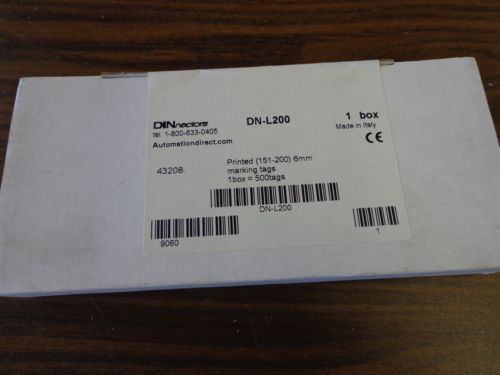 DINnectors
DN-L200
1 box
tel. 1-800-633-0405
Made in Italy
Automationdirect.com
CE
43208.
Printed (151-200) 6mm
marking tags
1box = 500tags
DN-L200
9060
1